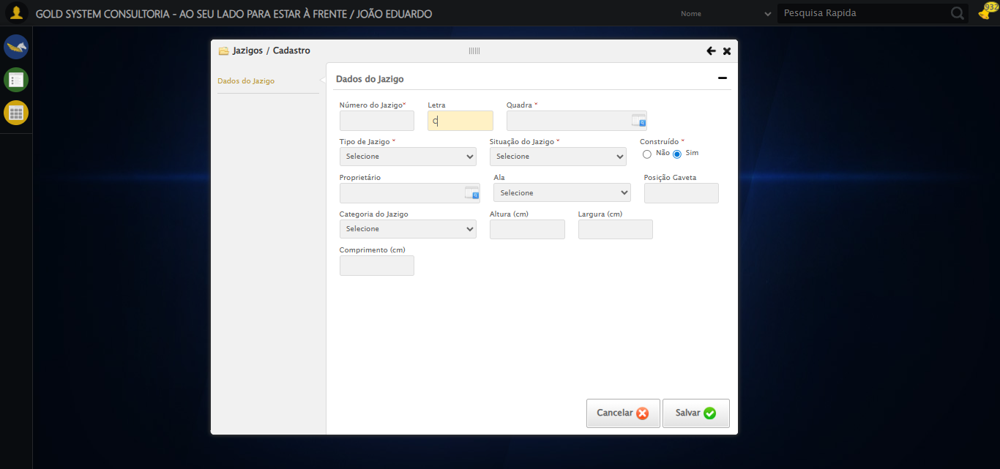 GOLD SYSTEM CONSULTORIA - AO SEU LADO PARA ESTAR À FRENTE / JOÃO EDUARDO
Nome
Pesquisa Rapida
932
Jazigos / Cadastro
Dados do Jazigo
Dados do Jazigo
Número do Jazigo* Letra Quadra *
c
Tipo de Jazigo * Situação do Jazigo * Construído *
Selecione Selecione Não Sim
Proprietário Ala Posição Gaveta
Selecione
Categoria do Jazigo Altura (cm) Largura (cm)
Selecione
Comprimento (cm)
Cancelar Salvar